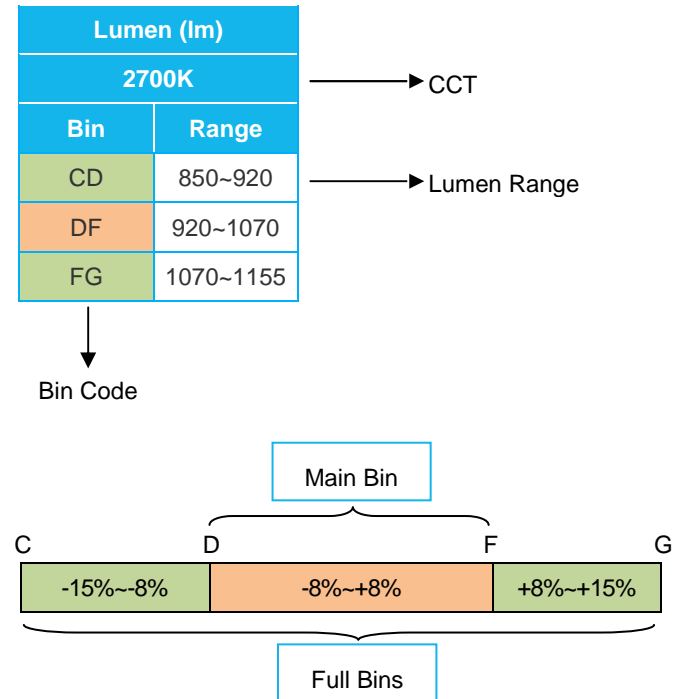 Lumen (lm)
2700K
CCT
Bin Range
CD 850~920
Lumen Range
DF 920~1070
FG 1070~1155
Bin Code
Main Bin
C D F G
-15%~-8% -8%~+8% +8%~+15%
Full Bins